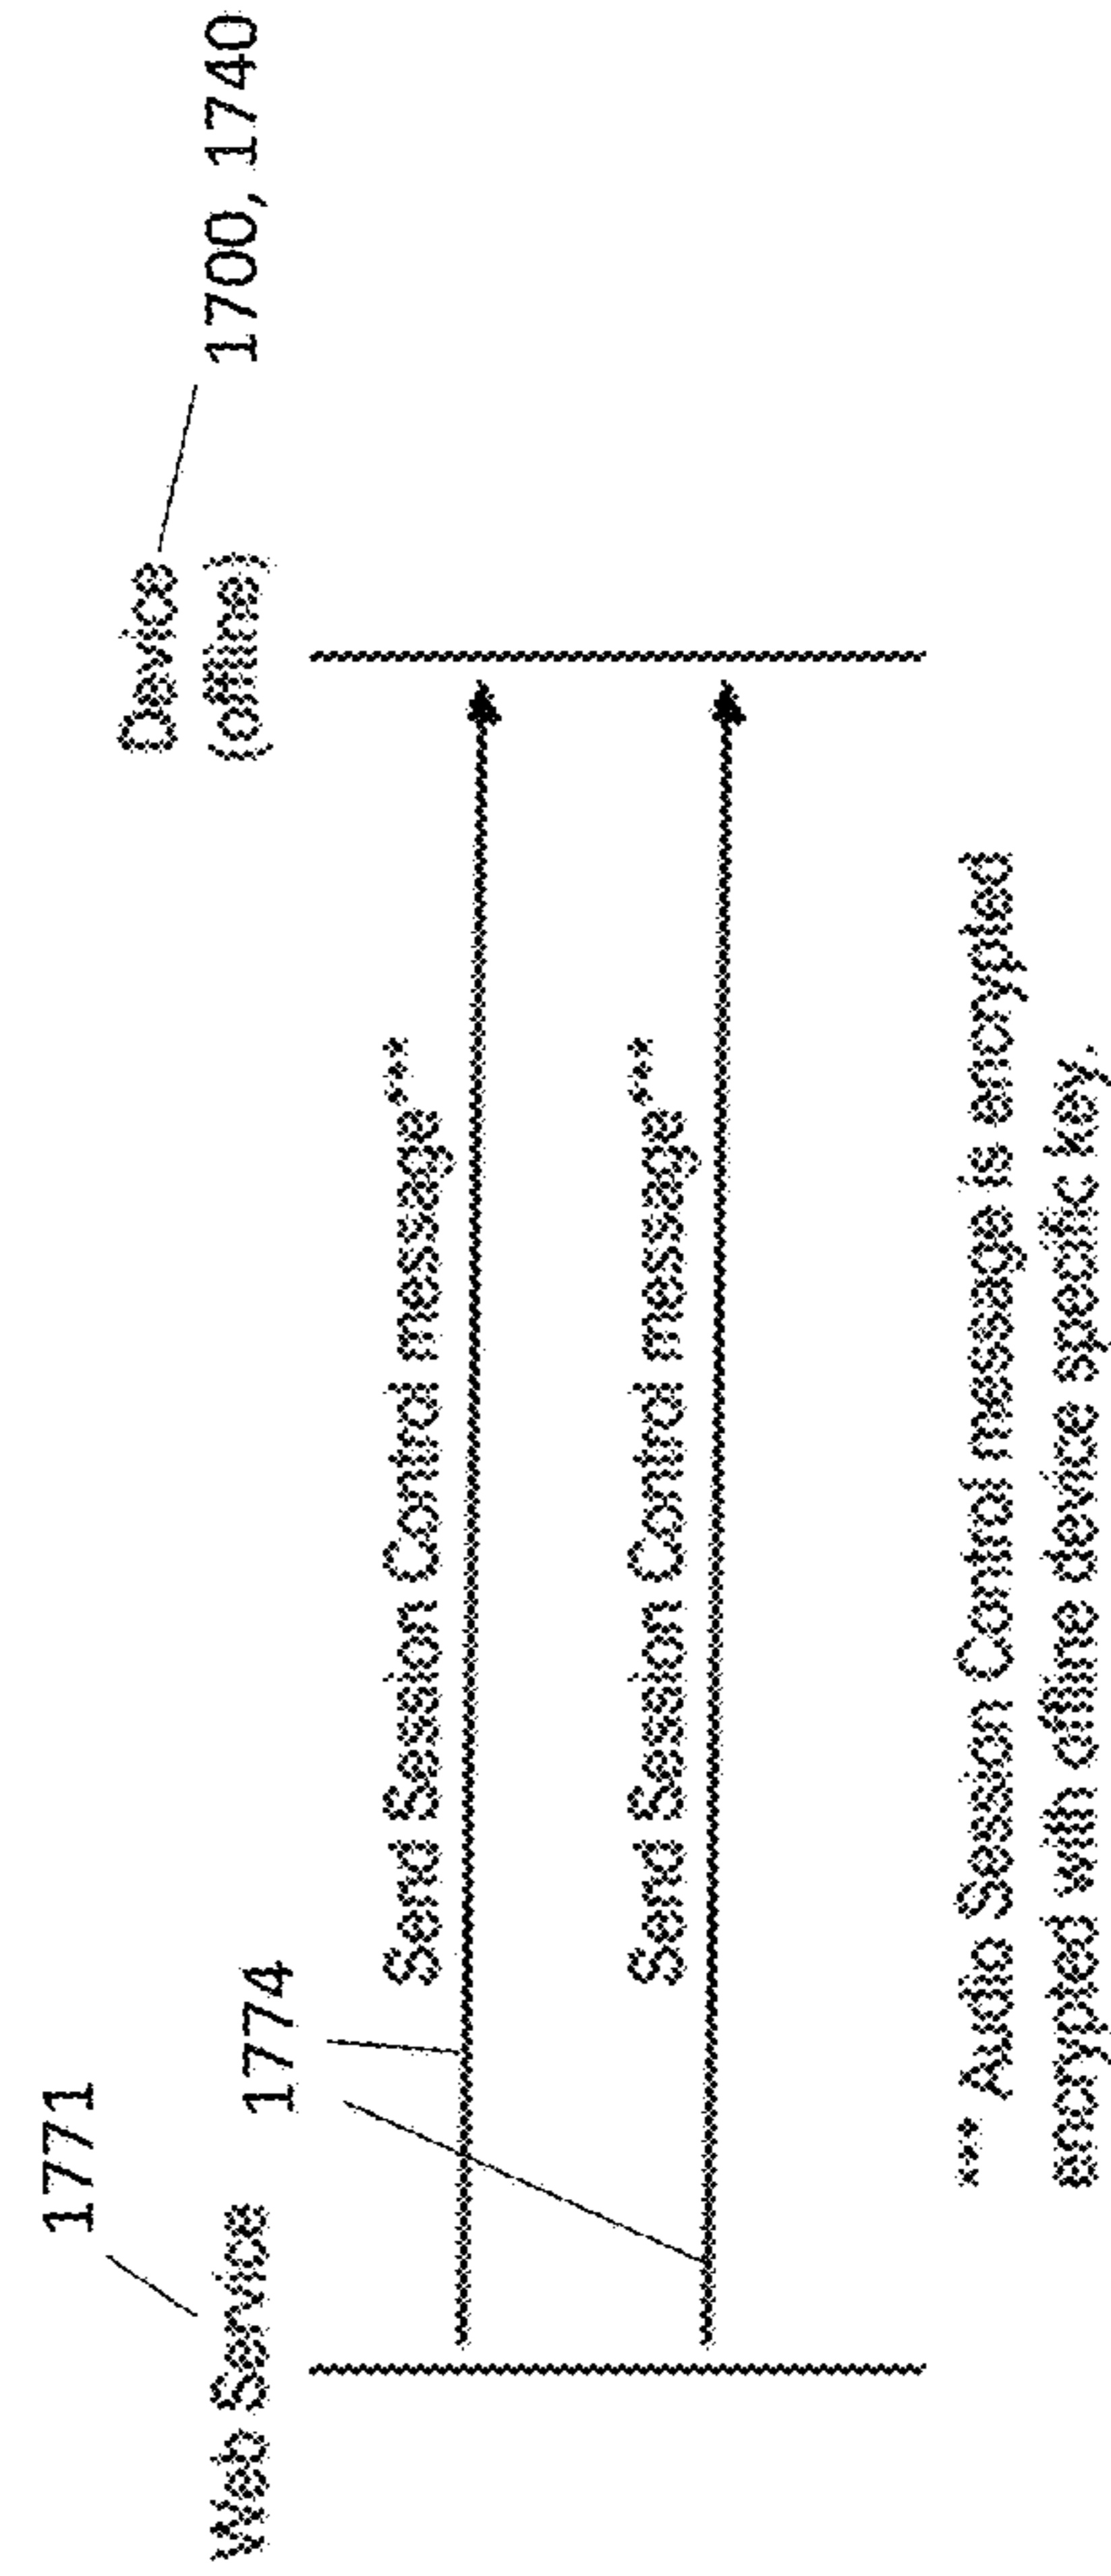 1771
Web Service
1774
Device
(offline)
1700, 1740
Send Session Control message***
Send Session Control message***
*** Audio Session Control message is encrypted
encrypted with offline device specific key.